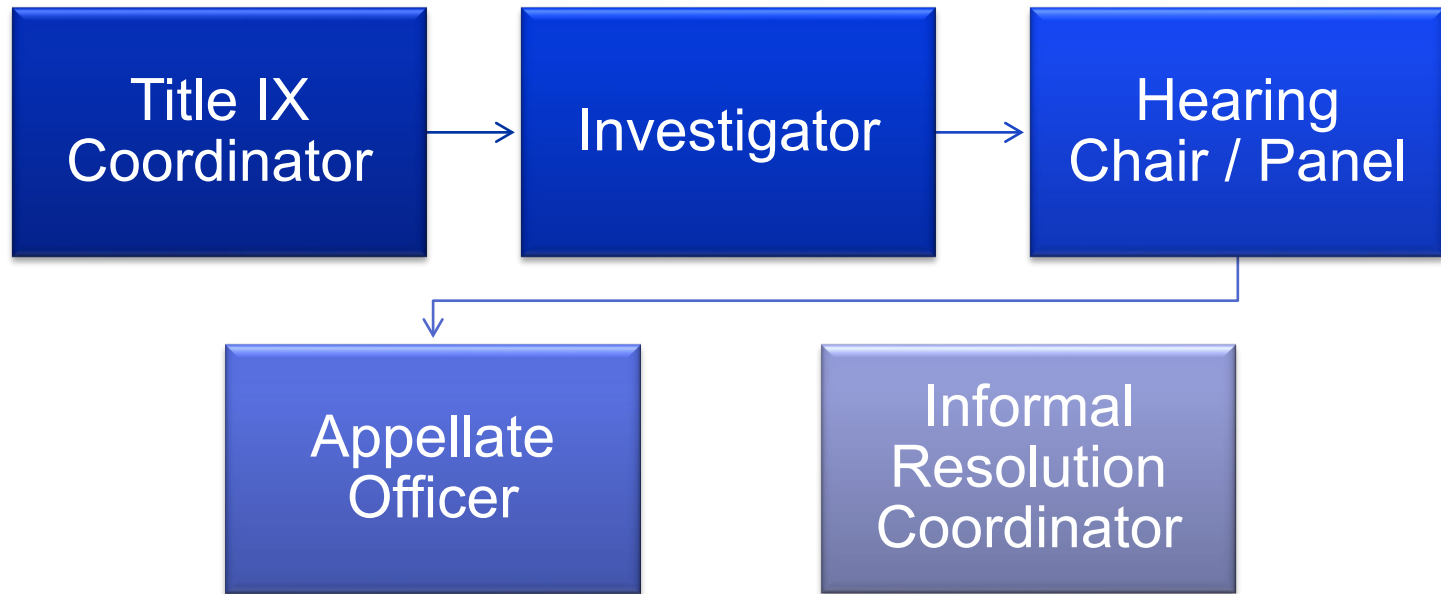 Title IX
Coordinator
Investigator
Hearing
Chair / Panel
Appellate
Officer
Informal
Resolution
Coordinator